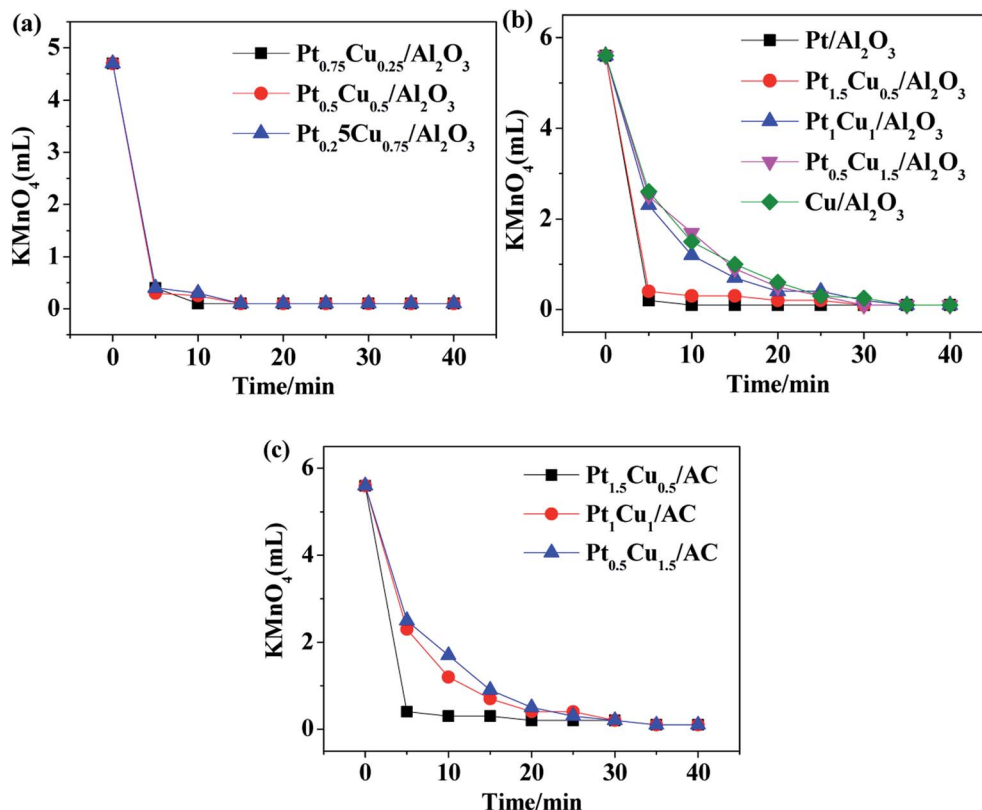 (a)
5
4
3
2
1
0
KMnO₄(mL)
Pt₀.₇₅Cu₀.₂₅/Al₂O₃
Pt₀.₅Cu₀.₅/Al₂O₃
Pt₀.₂5Cu₀.₇₅/Al₂O₃
0 10 20 30 40
Time/min
(b)
6
4
2
0
KMnO₄(mL)
Pt/Al₂O₃
Pt₁.₅Cu₀.₅/Al₂O₃
Pt₁Cu₁/Al₂O₃
Pt₀.₅Cu₁.₅/Al₂O₃
Cu/Al₂O₃
0 10 20 30 40
Time/min
(c)
6
4
2
0
KMnO₄(mL)
Pt₁.₅Cu₀.₅/AC
Pt₁Cu₁/AC
Pt₀.₅Cu₁.₅/AC
0 10 20 30 40
Time/min